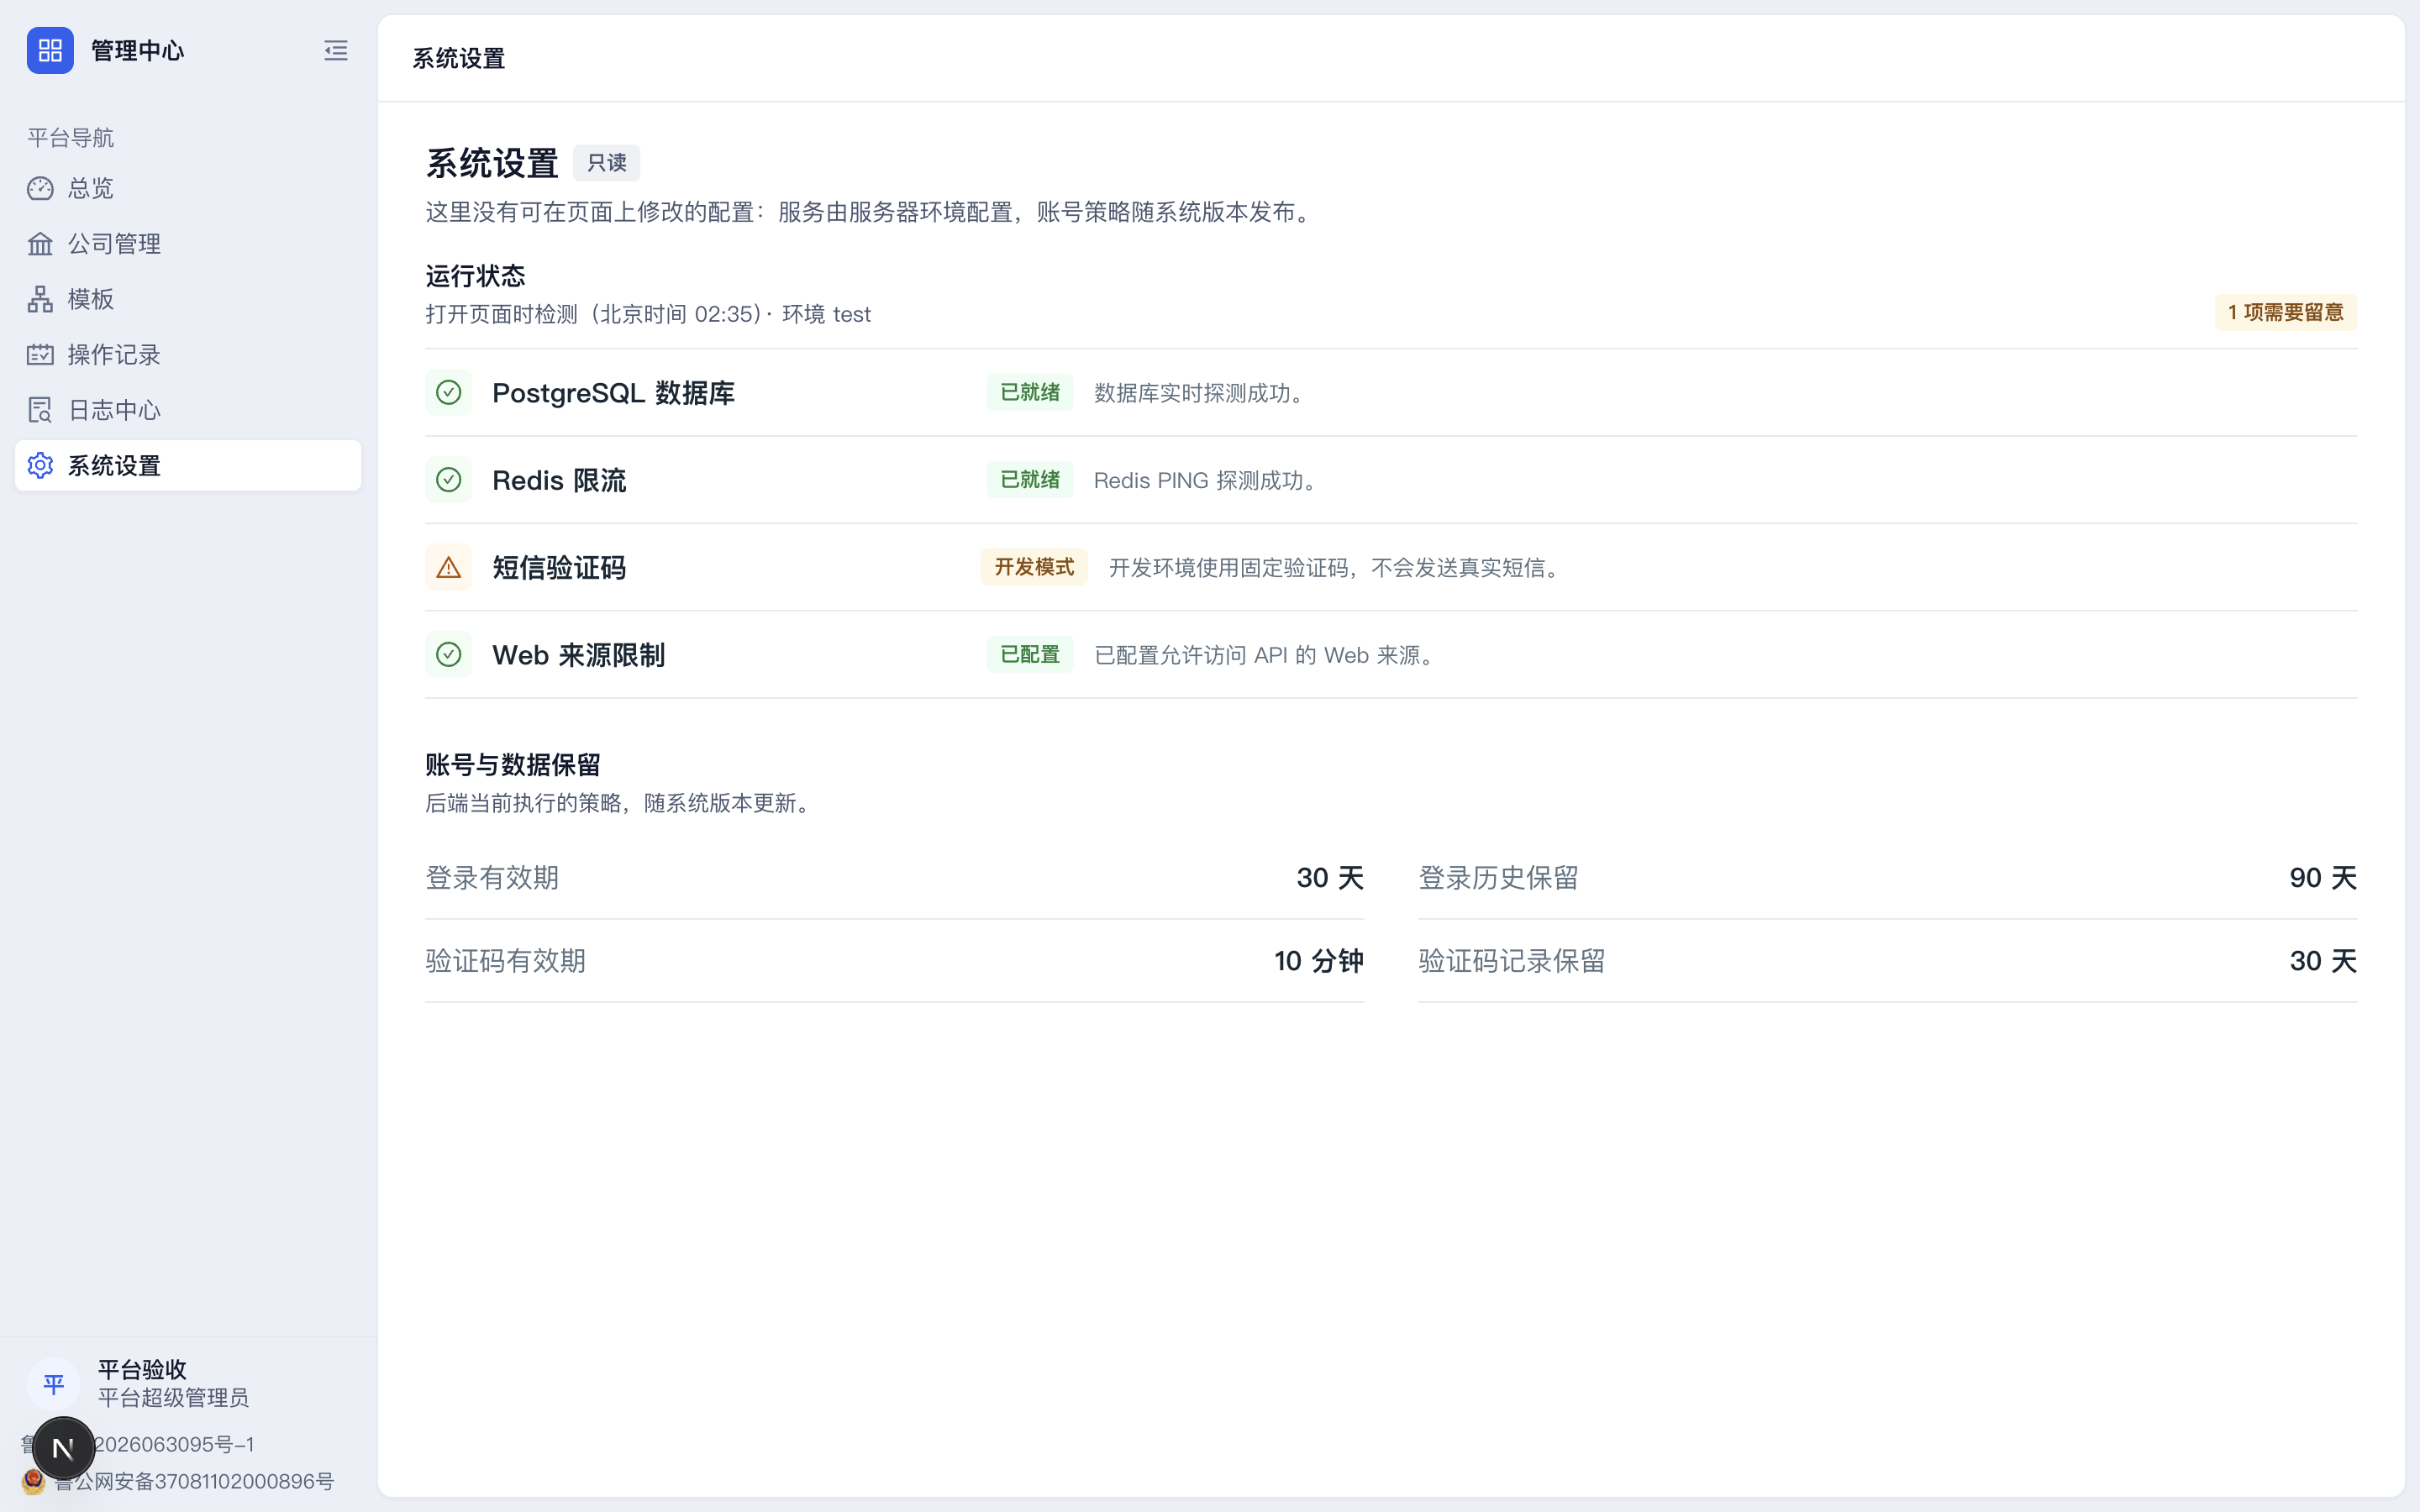 管理中心
平台导航
总览
公司管理
模板
操作记录
日志中心
系统设置
平
平台验收
平台超级管理员
鲁
2026063095号-1
N
鲁公网安备37081102000896号
系统设置
系统设置 只读
这里没有可在页面上修改的配置：服务由服务器环境配置，账号策略随系统版本发布。
运行状态
打开页面时检测（北京时间 02:35）· 环境 test
1 项需要留意
PostgreSQL 数据库 已就绪 数据库实时探测成功。
Redis 限流 已就绪 Redis PING 探测成功。
短信验证码 开发模式 开发环境使用固定验证码，不会发送真实短信。
Web 来源限制 已配置 已配置允许访问 API 的 Web 来源。
账号与数据保留
后端当前执行的策略，随系统版本更新。
登录有效期 30 天 登录历史保留 90 天
验证码有效期 10 分钟 验证码记录保留 30 天